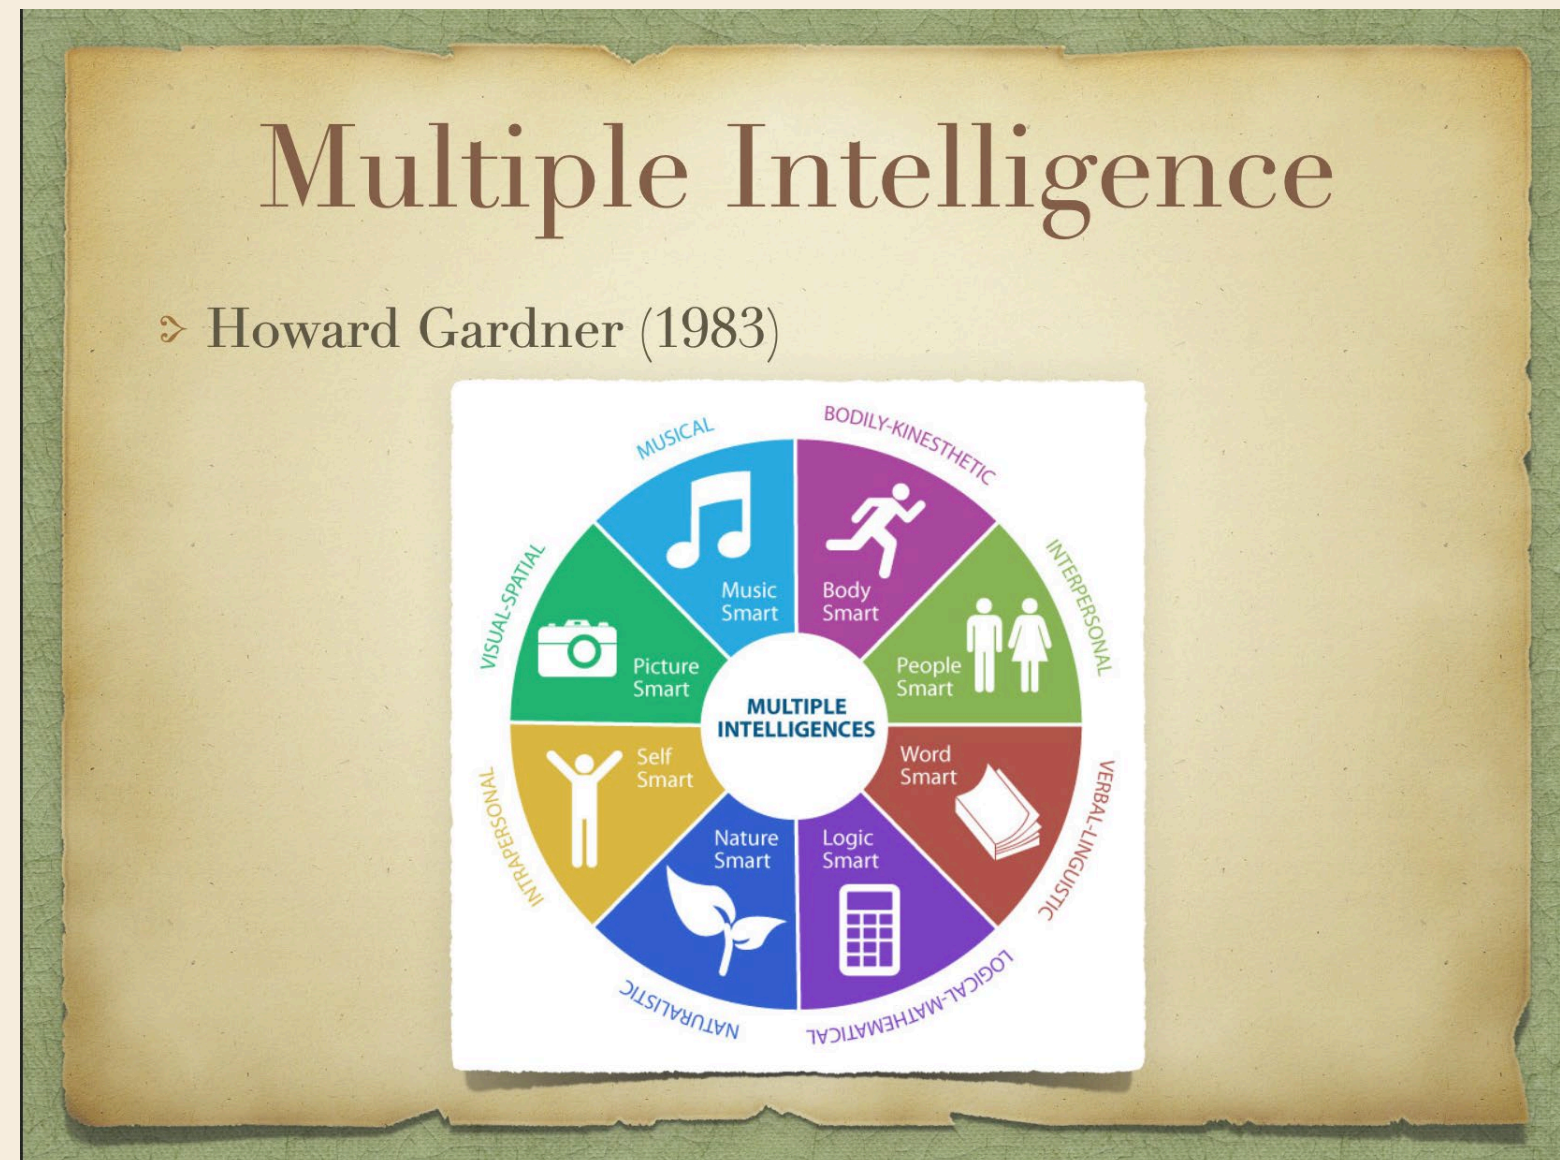 Multiple Intelligence
Howard Gardner (1983)
MUSICAL
BODILY-KINESTHETIC
INTERPERSONAL
VERBAL-LINGUISTIC
LOGICAL-MATHEMATICAL
NATURALISTIC
INTRAPERSONAL
VISUAL-SPATIAL
Music
Smart
Body
Smart
People
Smart
Word
Smart
Logic
Smart
Nature
Smart
Self
Smart
Picture
Smart
MULTIPLE
INTELLIGENCES